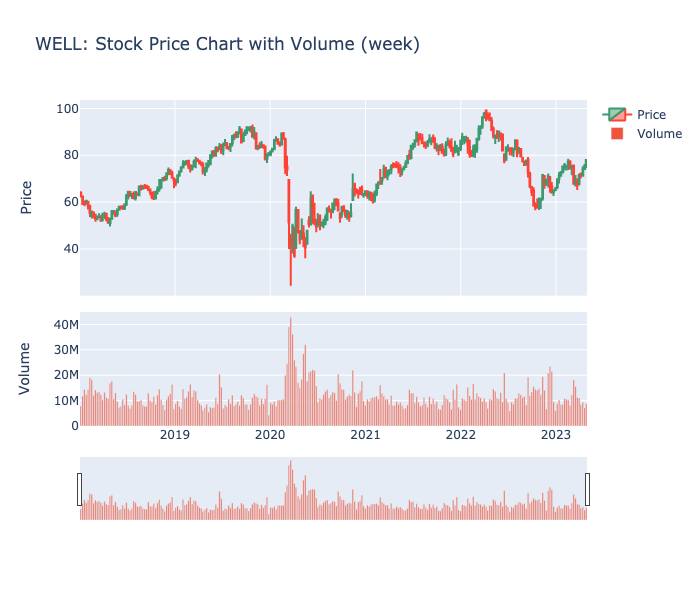 WELL: Stock Price Chart with Volume (week)
Price
Volume
100
80
60
40
Price
40M
30M
20M
10M
0
Volume
2019
2020
2021
2022
2023